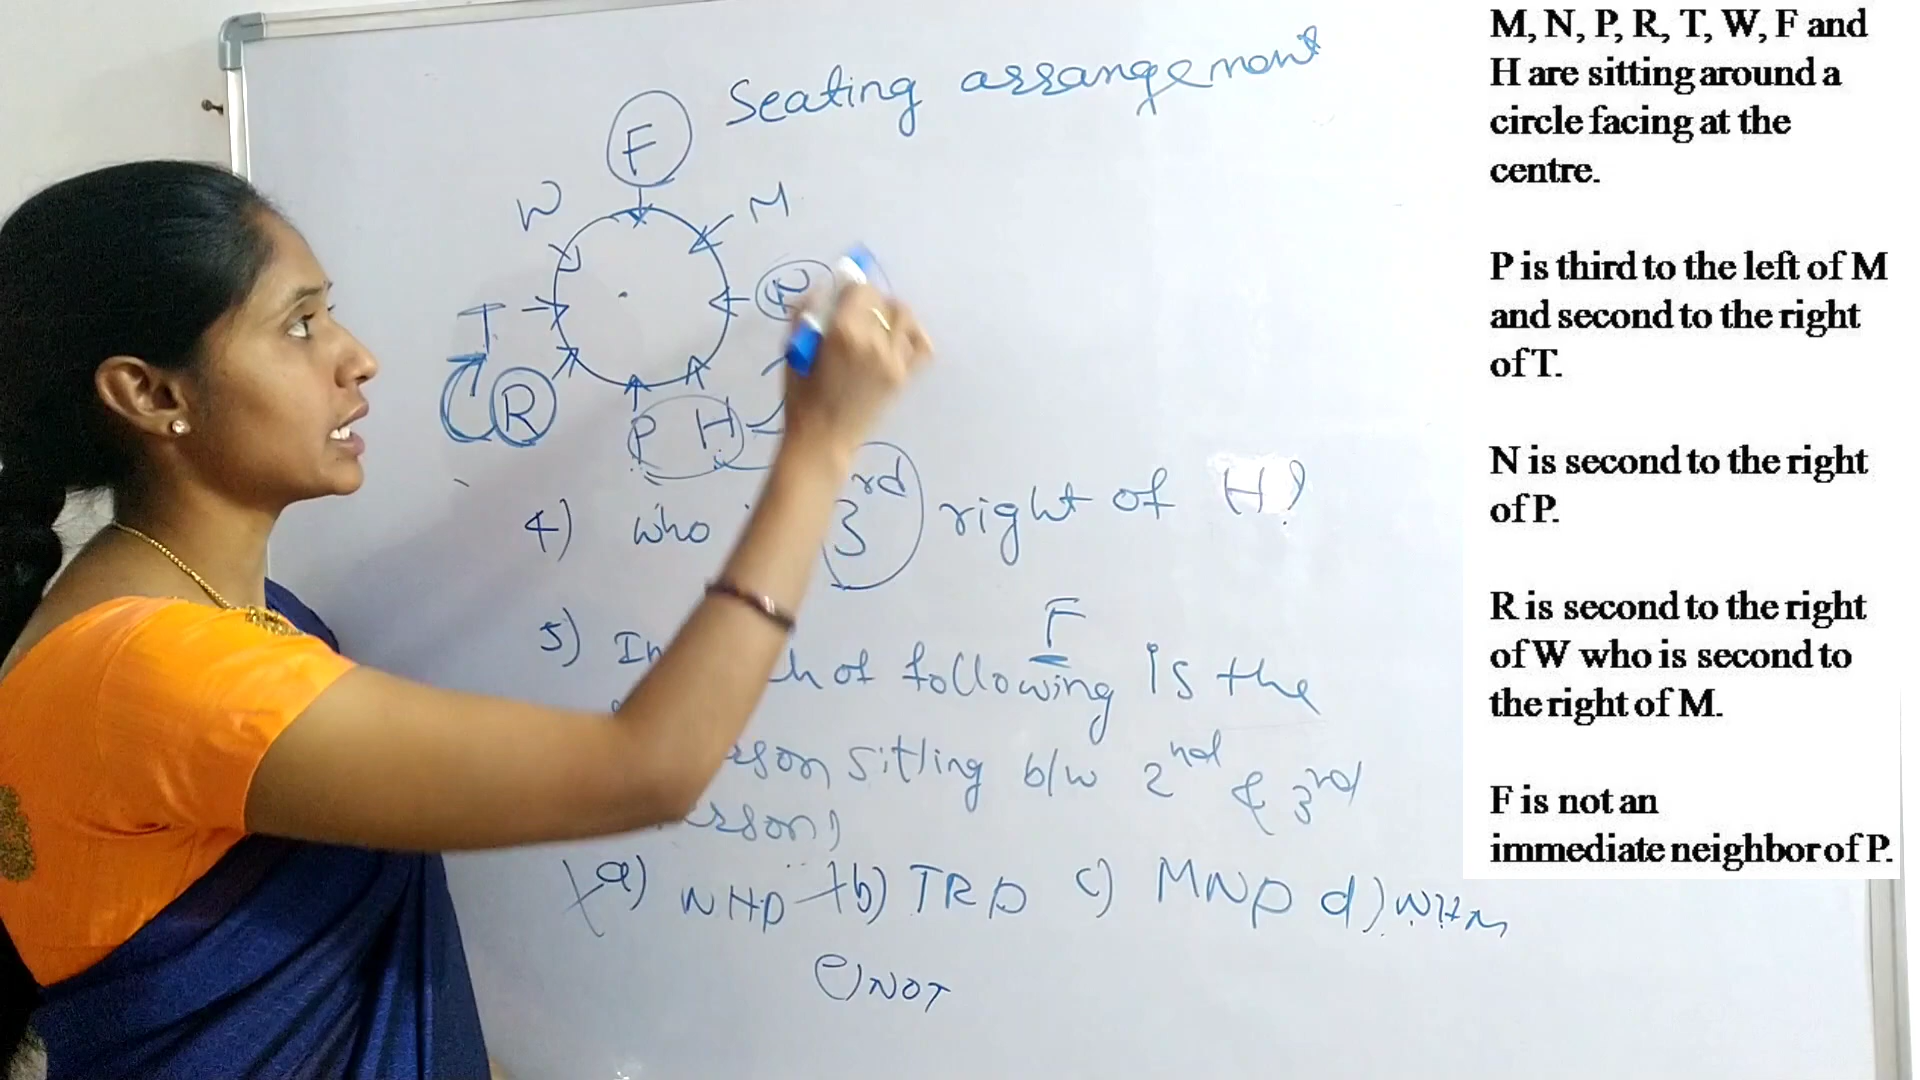 Seating arrangement
F
W
M
T
N
R
P H
4) who 3rd right of H?
F
5) In of following is the
sitting b/w 2nd & 3rd
a) NHP b) TRP c) MNP d) WHM
e) NOT
M, N, P, R, T, W, F and
H are sitting around a
circle facing at the
centre.
P is third to the left of M
and second to the right
of T.
N is second to the right
of P.
R is second to the right
of W who is second to
the right of M.
F is not an
immediate neighbor of P.